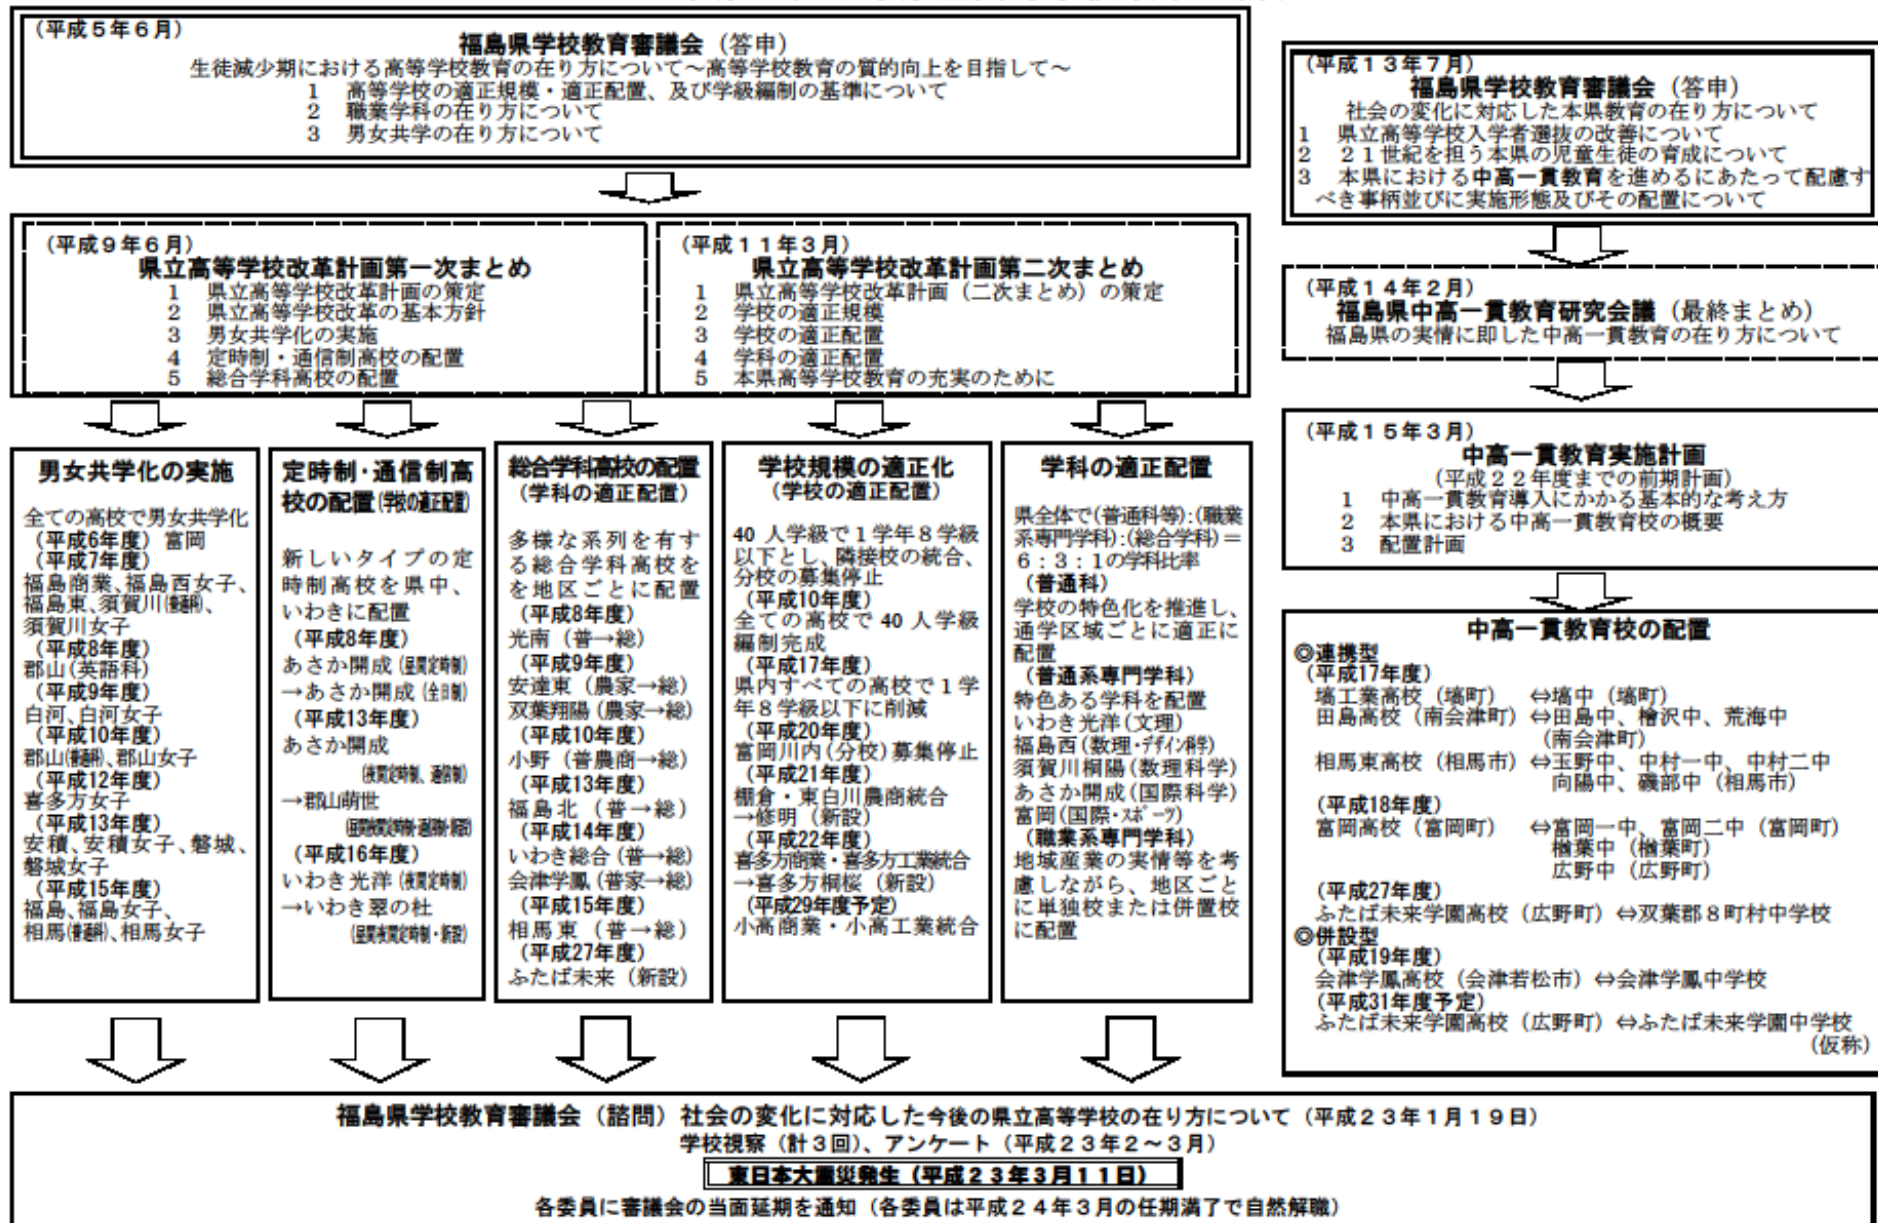 (平成5年6月)
福島県学校教育審議会(答申)
生徒減少期における高等学校教育の在り方について~高等学校教育の質的向上を目指して~
1 高等学校の適正規模・適正配置、及び学級編制の基準について
2 職業学科の在り方について
3 男女共学の在り方について
(平成9年6月)
県立高等学校改革計画第一次まとめ
1 県立高等学校改革計画の策定
2 県立高等学校改革の基本方針
3 男女共学化の実施
4 定時制・通信制高校の配置
5 総合学科高校の配置
(平成11年3月)
県立高等学校改革計画第二次まとめ
1 県立高等学校改革計画(二次まとめ)の策定
2 学校の適正規模
3 学校の適正配置
4 学科の適正配置
5 本県高等学校教育の充実のために
男女共学化の実施
全ての高校で男女共学化
(平成6年度)富岡
(平成7年度)
福島商業、福島西女子、
福島東、須賀川(普通科)、
須賀川女子
(平成8年度)
郡山(英語科)
(平成9年度)
白河、白河女子
(平成10年度)
郡山(普通科)、郡山女子
(平成12年度)
喜多方女子
(平成13年度)
安積、安積女子、磐城、
磐城女子
(平成15年度)
福島、福島女子、
相馬(普通科)、相馬女子
定時制・通信制高
校の配置(学校の適正配置)
新しいタイプの定
時制高校を県中、
いわきに配置
(平成8年度)
あさか開成(昼間定時制)
→あさか開成(全日制)
(平成13年度)
あさか開成
(夜間定時制、通信制)
→郡山萌世
(昼間夜間定時制・通信制・新設)
(平成16年度)
いわき光洋(夜間定時制)
→いわき翠の杜
(昼間夜間定時制・新設)
総合学科高校の配置
(学科の適正配置)
多様な系列を有す
る総合学科高校を
を地区ごとに配置
(平成8年度)
光南(普→総)
(平成9年度)
安達東(農家→総)
双葉翔陽(農家→総)
(平成10年度)
小野(普農商→総)
(平成13年度)
福島北(普→総)
(平成14年度)
いわき総合(普→総)
会津学鳳(普家→総)
(平成15年度)
相馬東(普→総)
(平成27年度)
ふたば未来(新設)
学校規模の適正化
(学校の適正配置)
40人学級で1学年8学級
以下とし、隣接校の統合、
分校の募集停止
(平成10年度)
全ての高校で40人学級
編制完成
(平成17年度)
県内すべての高校で1学
年8学級以下に削減
(平成20年度)
富岡川内(分校)募集停止
(平成21年度)
棚倉・東白川農商統合
→修明(新設)
(平成22年度)
喜多方商業・喜多方工業統合
→喜多方桐桜(新設)
(平成29年度予定)
小高商業・小高工業統合
学科の適正配置
県全体で(普通科等):(職業
系専門学科):(総合学科)=
6:3:1の学科比率
(普通科)
学校の特色化を推進し、
通学区域ごとに適正に
配置
(普通系専門学科)
特色ある学科を配置
いわき光洋(文理)
福島西(数理・デザイン科学)
須賀川桐陽(数理科学)
あさか開成(国際科学)
富岡(国際・スポーツ)
(職業系専門学科)
地域産業の実情等を考
慮しながら、地区ごと
に単独校または併置校
に配置
(平成13年7月)
福島県学校教育審議会(答申)
社会の変化に対応した本県教育の在り方について
1 県立高等学校入学者選抜の改善について
2 21世紀を担う本県の児童生徒の育成について
3 本県における中高一貫教育を進めるにあたって配慮す
べき事柄並びに実施形態及びその配置について
(平成14年2月)
福島県中高一貫教育研究会議(最終まとめ)
福島県の実情に即した中高一貫教育の在り方について
(平成15年3月)
中高一貫教育実施計画
(平成22年度までの前期計画)
1 中高一貫教育導入にかかる基本的な考え方
2 本県における中高一貫教育校の概要
3 配置計画
中高一貫教育校の配置
◎連携型
(平成17年度)
塙工業高校(塙町) ⇔塙中(塙町)
田島高校(南会津町)⇔田島中、檜沢中、荒海中
(南会津町)
相馬東高校(相馬市)⇔玉野中、中村一中、中村二中
向陽中、磯部中(相馬市)
(平成18年度)
富岡高校(富岡町) ⇔富岡一中、富岡二中(富岡町)
楢葉中(楢葉町)
広野中(広野町)
(平成27年度)
ふたば未来学園高校(広野町)⇔双葉郡8町村中学校
◎併設型
(平成19年度)
会津学鳳高校(会津若松市)⇔会津学鳳中学校
(平成31年度予定)
ふたば未来学園高校(広野町)⇔ふたば未来学園中学校
(仮称)
福島県学校教育審議会(諮問)社会の変化に対応した今後の県立高等学校の在り方について(平成23年1月19日)
学校視察(計3回)、アンケート(平成23年2~3月)
東日本大震災発生(平成23年3月11日)
各委員に審議会の当面延期を通知(各委員は平成24年3月の任期満了で自然解職)